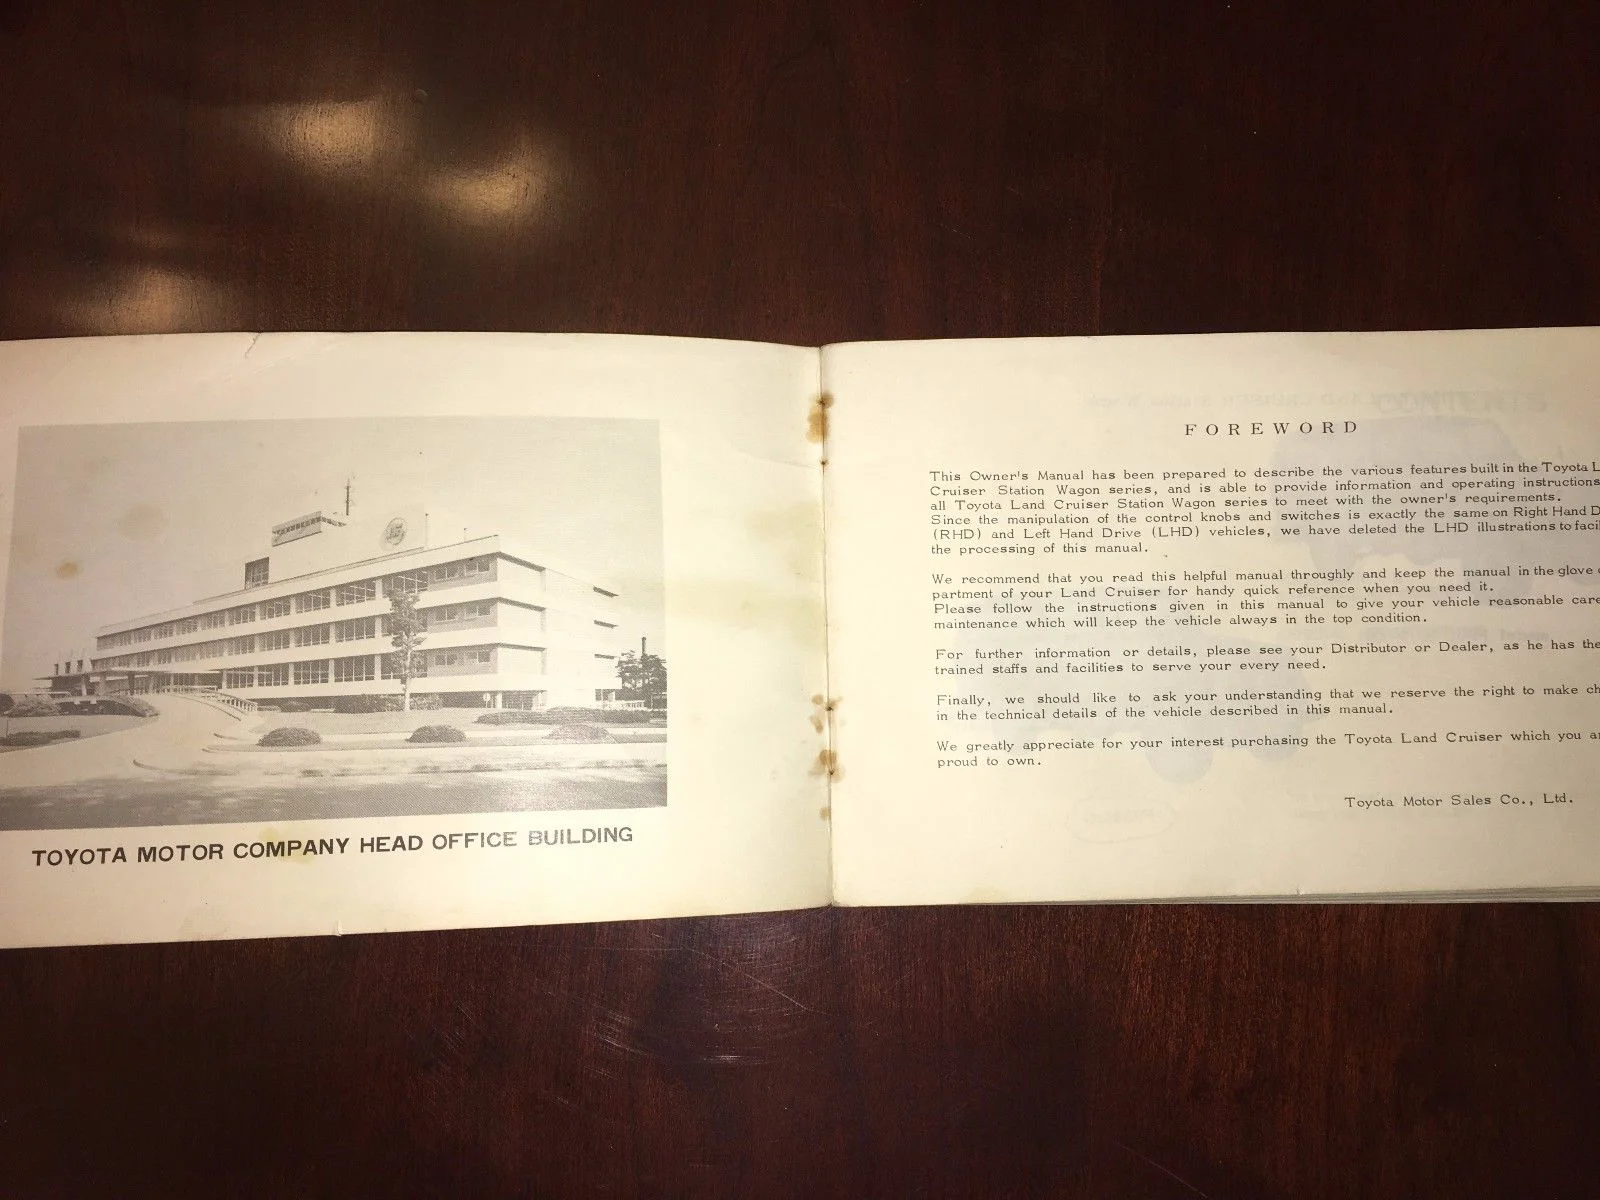 TOYOTA MOTOR COMPANY HEAD OFFICE BUILDING
FOREWORD
This Owner's Manual has been prepared to describe the various features built in the Toyota L
Cruiser Station Wagon series, and is able to provide information and operating instructions
all Toyota Land Cruiser Station Wagon series to meet with the owner's requirements.
Since the manipulation of the control knobs and switches is exactly the same on Right Hand D
(RHD) and Left Hand Drive (LHD) vehicles, we have deleted the LHD illustrations to facil
the processing of this manual.
We recommend that you read this helpful manual throughly and keep the manual in the glove
partment of your Land Cruiser for handy quick reference when you need it.
Please follow the instructions given in this manual to give your vehicle reasonable care
maintenance which will keep the vehicle always in the top condition.
For further information or details, please see your Distributor or Dealer, as he has the
trained staffs and facilities to serve your every need.
Finally, we should like to ask your understanding that we reserve the right to make ch
in the technical details of the vehicle described in this manual.
We greatly appreciate for your interest purchasing the Toyota Land Cruiser which you a
proud to own.
Toyota Motor Sales Co., Ltd.